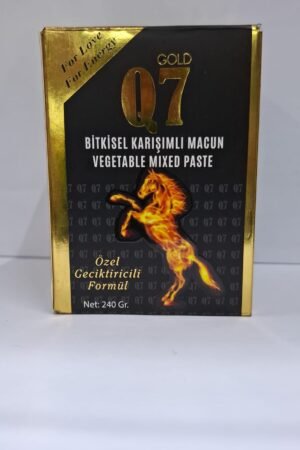 For Love
For Energy
GOLD
Q7
BİTKİSEL KARIŞIMLI MACUN
VEGETABLE MIXED PASTE
Özel
Geciktiricili
Formül
Net: 240 Gr.